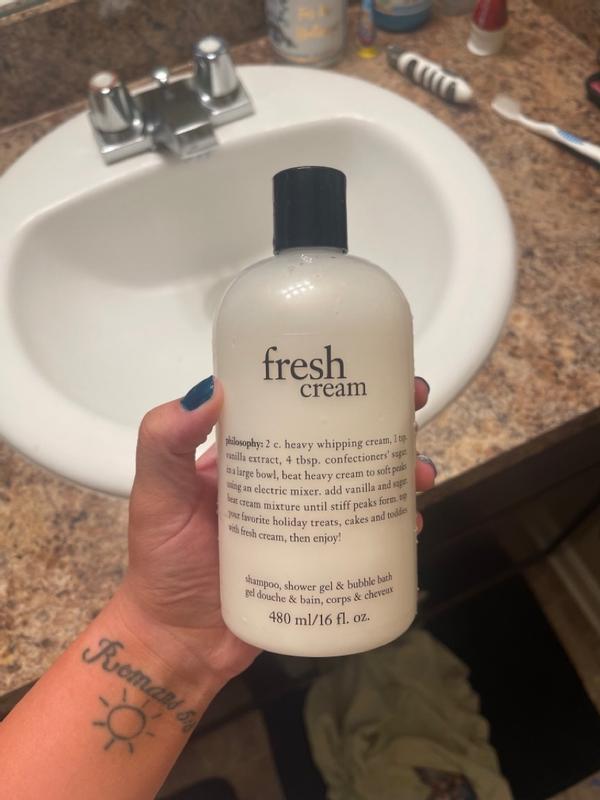 fresh
cream
philosophy: 2 c. heavy whipping cream, 1 tsp.
vanilla extract, 4 tbsp. confectioners' sugar.
in a large bowl, beat heavy cream to soft peaks
using an electric mixer. add vanilla and sugar.
beat cream mixture until stiff peaks form. top
your favorite holiday treats, cakes and toddies
with fresh cream, then enjoy!
shampoo, shower gel & bubble bath
gel douche & bain, corps & cheveux
480 ml/16 fl. oz.
Romans